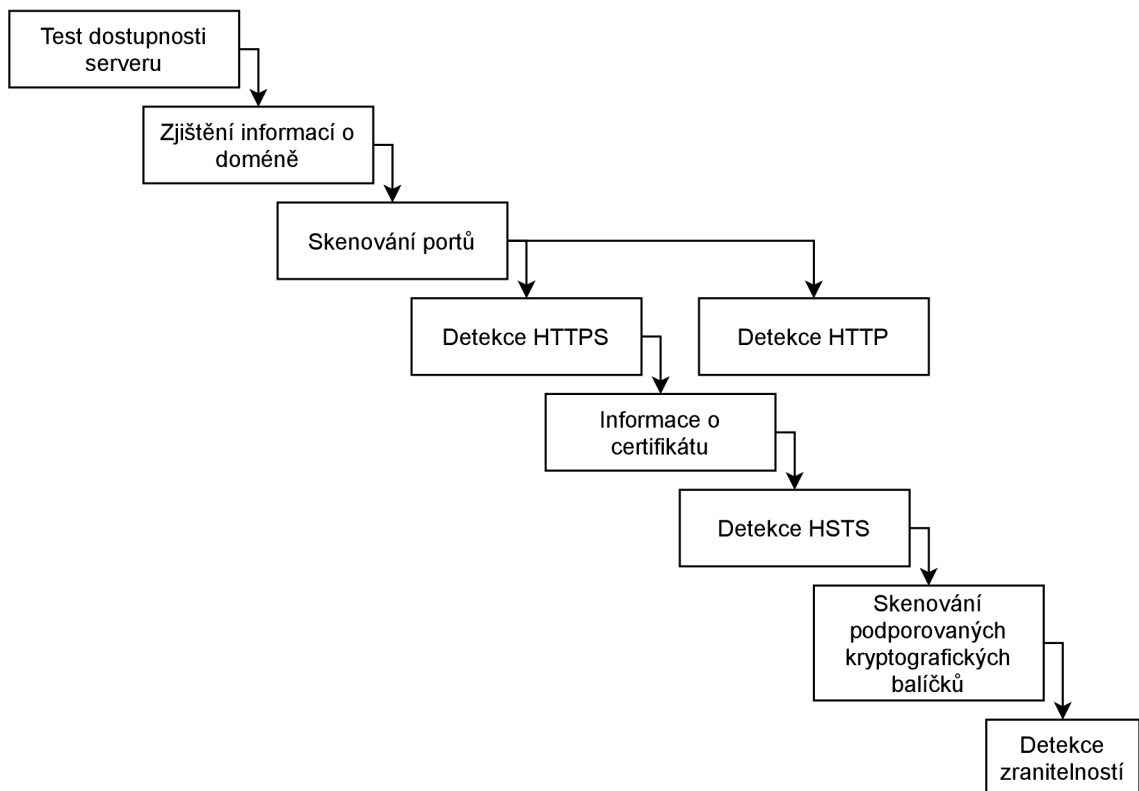 Test dostupnosti
serveru
Zjištění informací o
doméně
Skenování portů
Detekce HTTPS
Detekce HTTP
Informace o
certifikátu
Detekce HSTS
Skenování
podporovaných
kryptografických
balíčků
Detekce
zranitelností